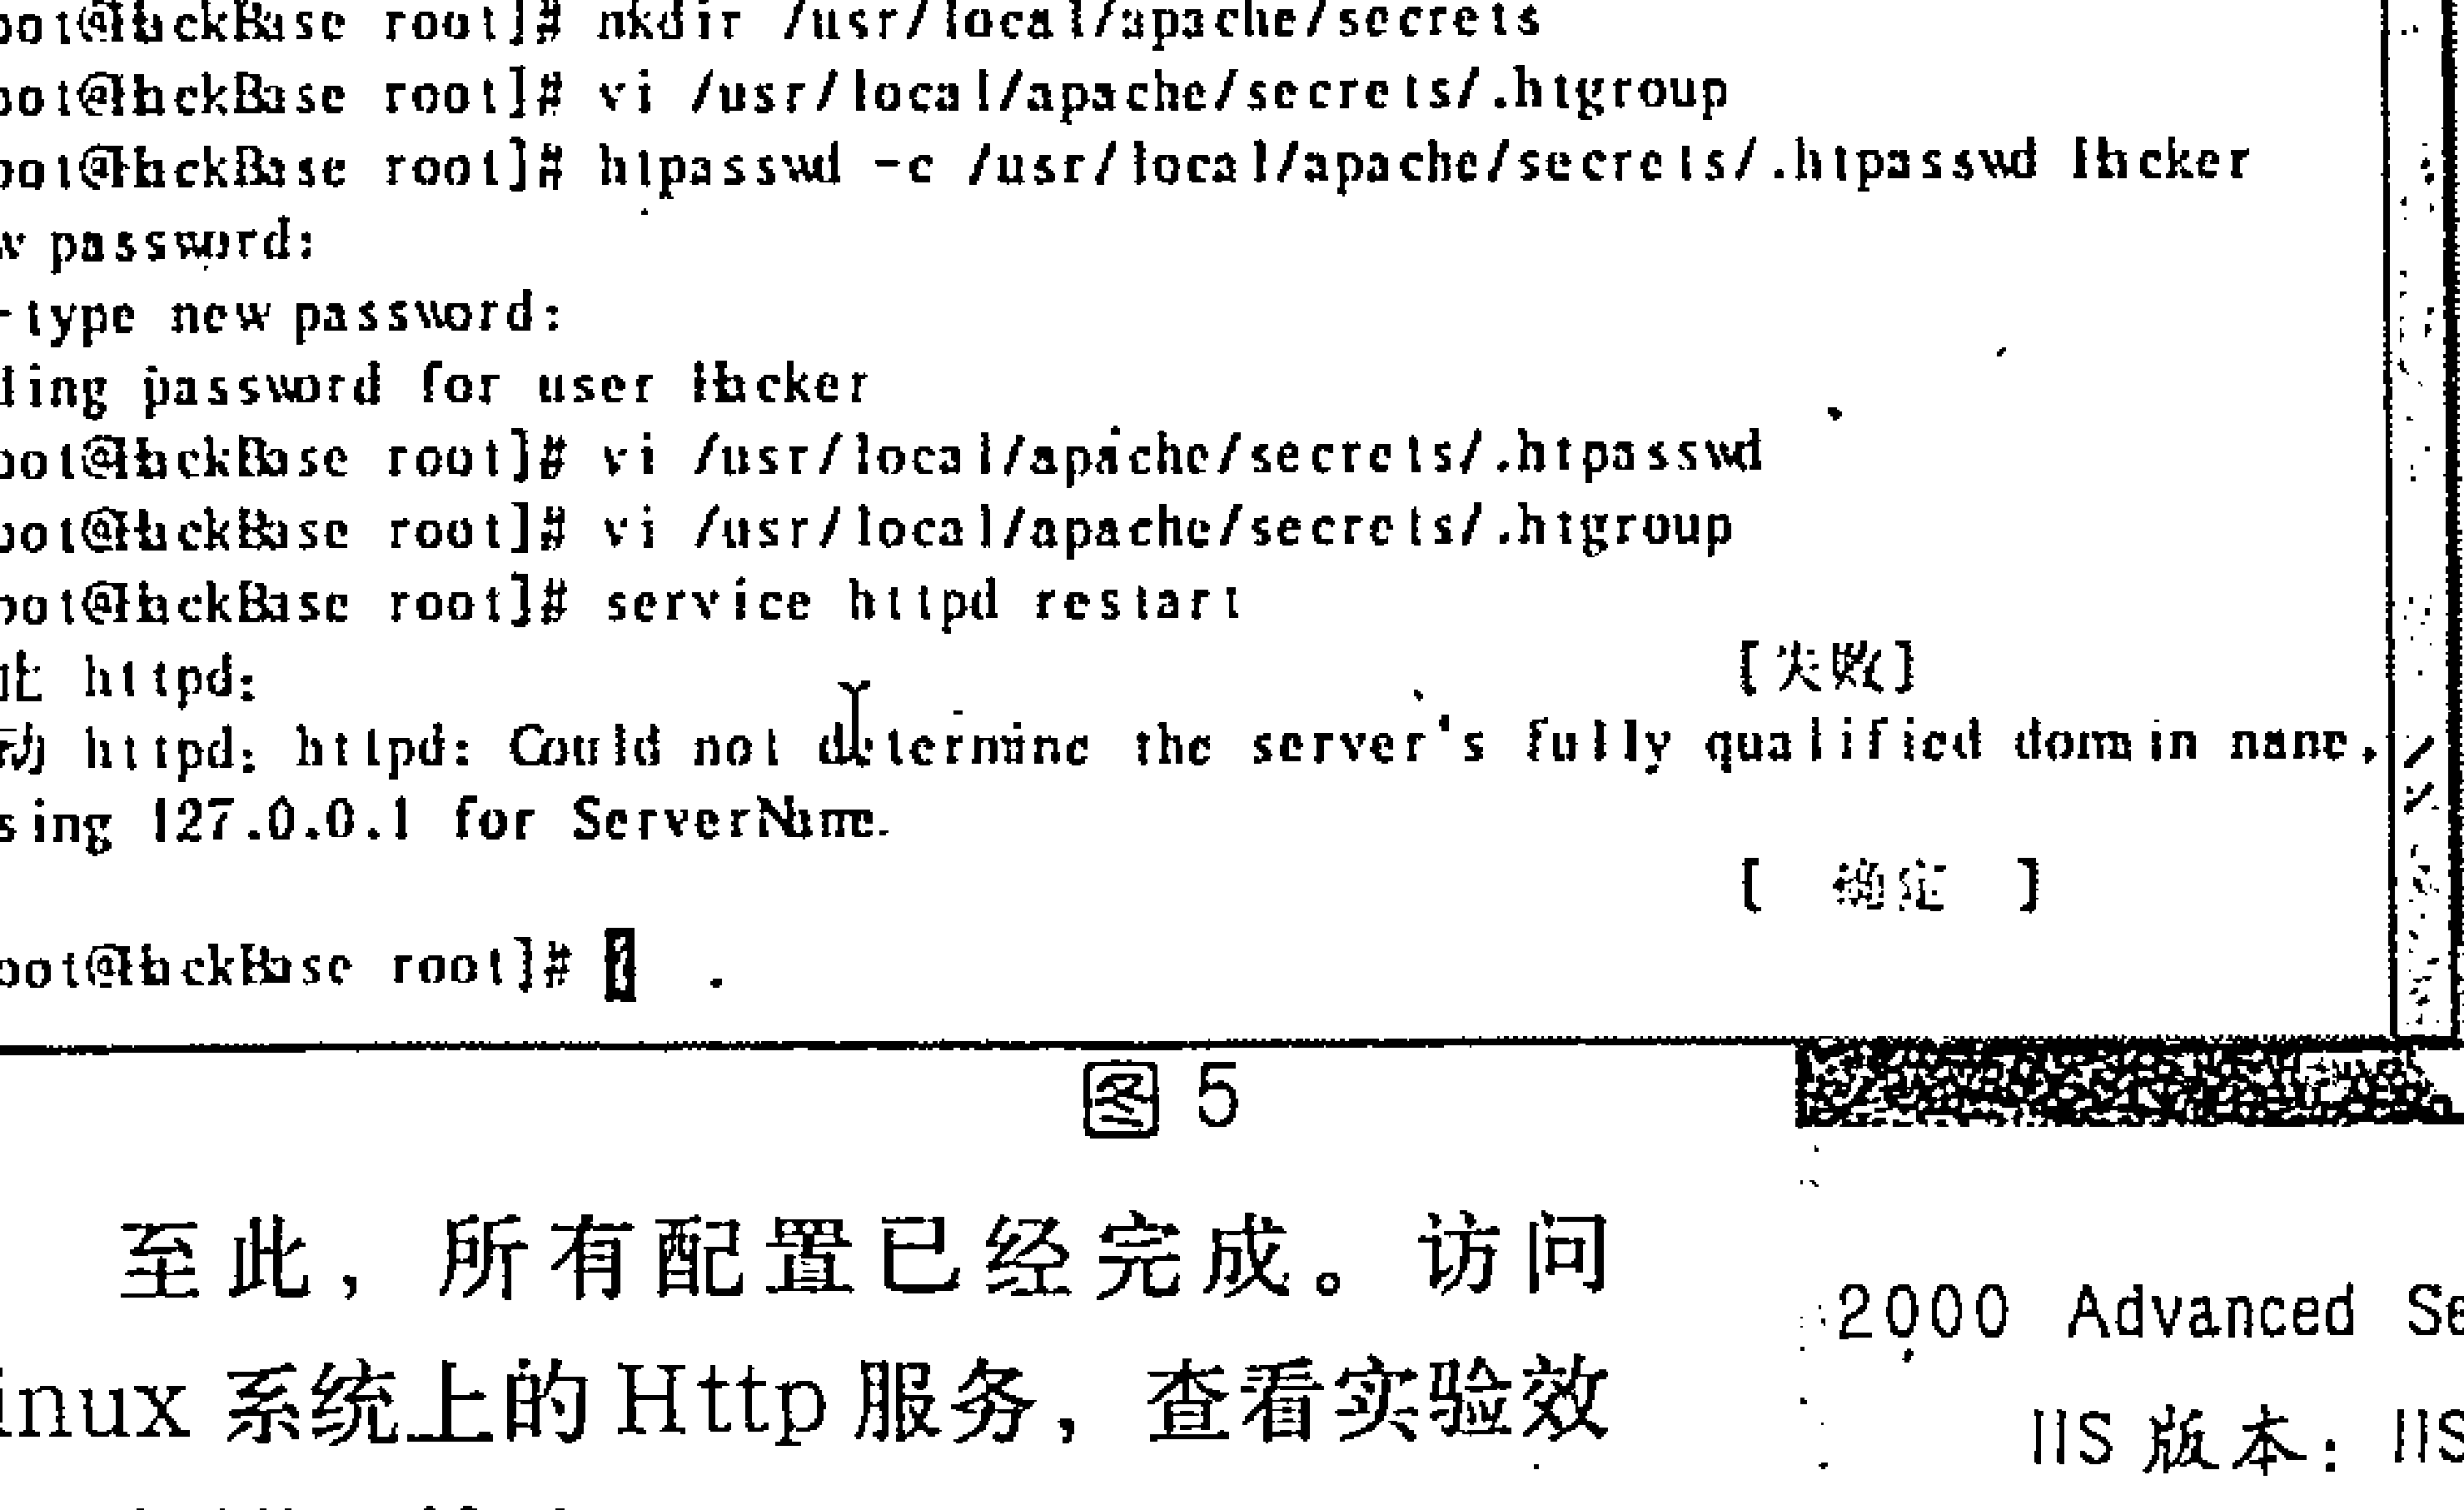 oot@HackBase root]# mkdir /usr/local/apache/secrets
oot@HackBase root]# vi /usr/local/apache/secrets/.htgroup
oot@HackBase root]# htpasswd -c /usr/local/apache/secrets/.htpasswd Hacker
w password:
-type new password:
ding password for user Hacker
oot@HackBase root]# vi /usr/local/apache/secrets/.htpasswd
oot@HackBase root]# vi /usr/local/apache/secrets/.htgroup
oot@HackBase root]# service httpd restart
止 httpd: [失败]
动 httpd: httpd: Could not determine the server's fully qualified domain name,
sing 127.0.0.1 for ServerName.
[ 确定 ]
oot@HackBase root]#
图 5
至此，所有配置已经完成。访问
inux 系统上的 Http 服务，查看实验效
2000 Advanced Se
IIS 版本：IIS